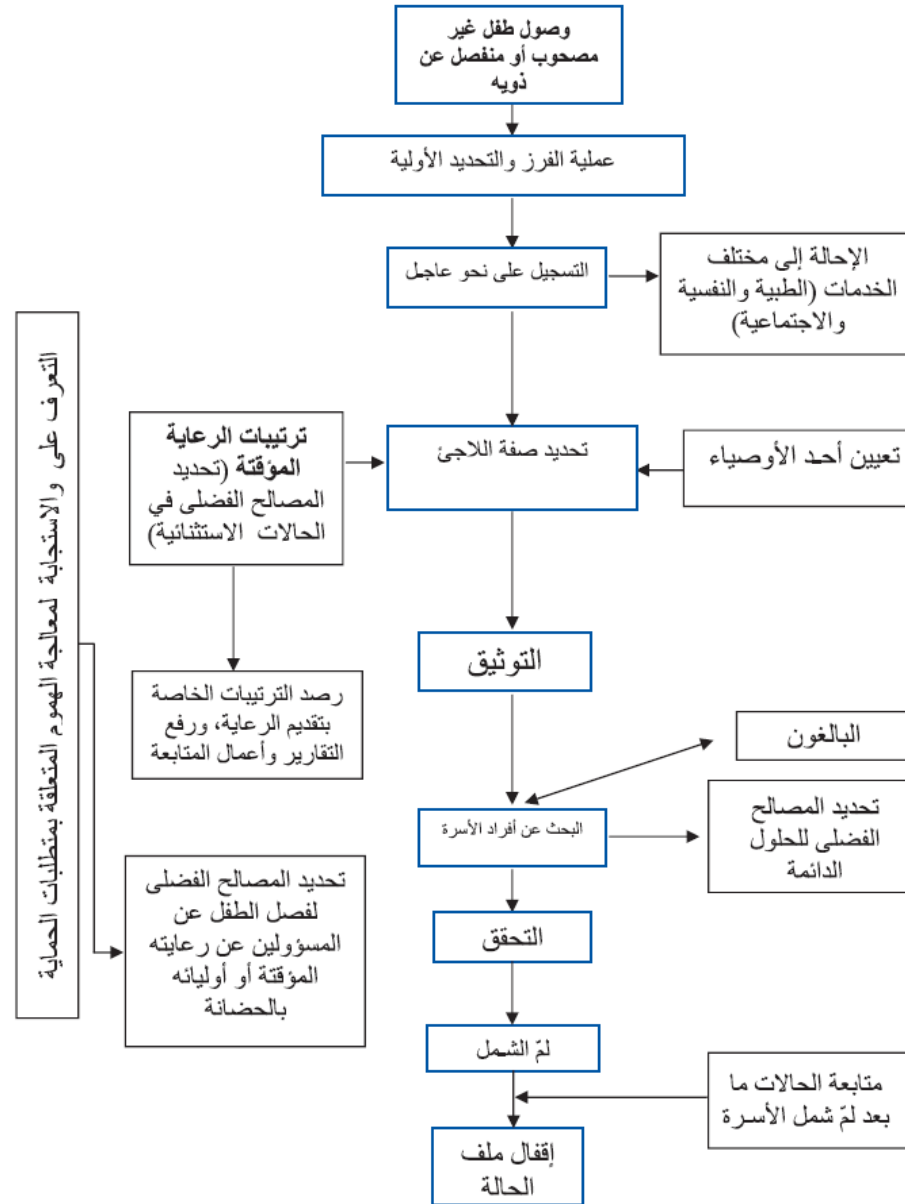 وصول طفل غير
مصحوب أو منفصل عن
ذويه
عملية الفرز والتحديد الأولية
التسجيل على نحو عاجل
الإحالة إلى مختلف
الخدمات (الطبية والنفسية
والاجتماعية)
ترتيبات الرعاية
المؤقتة (تحديد
المصالح الفضلى في
الحالات الاستثنائية)
تحديد صفة اللاجئ
تعيين أحد الأوصياء
التعرف على والاستجابة لمعالجة الهموم المتعلقة بمتطلبات الحماية
التوثيق
رصد الترتيبات الخاصة
بتقديم الرعاية، ورفع
التقارير وأعمال المتابعة
البالغون
البحث عن أفراد الأسرة
تحديد المصالح
الفضلى للحلول
الدائمة
تحديد المصالح الفضلى
لفصل الطفل عن
المسؤولين عن رعايته
المؤقتة أو أوليائه
بالحضانة
التحقق
لمّ الشمل
متابعة الحالات ما
بعد لمّ شمل الأسرة
إقفال ملف
الحالة